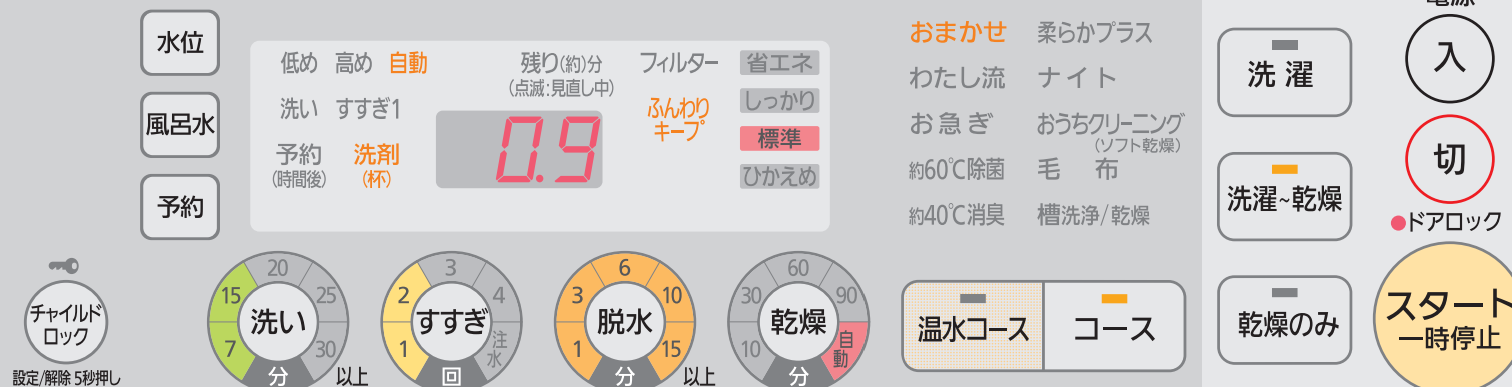 水位
風呂水
予約
低め 高め 自動
洗い すすぎ1
予約
(時間後)
洗剤
(杯)
残り(約)分
(点滅:見直し中)
0.9
フィルター
ふんわり
キープ
省エネ
しっかり
標準
ひかえめ
おまかせ 柔らかプラス
わたし流 ナイト
お急ぎ おうちクリーニング
(ソフト乾燥)
約60℃除菌 毛布
約40℃消臭 槽洗浄/乾燥
洗濯
洗濯~乾燥
乾燥のみ
入
切
ドアロック
スタート
一時停止
チャイルド
ロック
設定/解除 5秒押し
洗い
7 15 20 25 30
分
以上
すすぎ
1 2 3 4 注水
回
脱水
1 3 6 10 15
分
以上
乾燥
10 30 60 90 自動
分
温水コース
コース